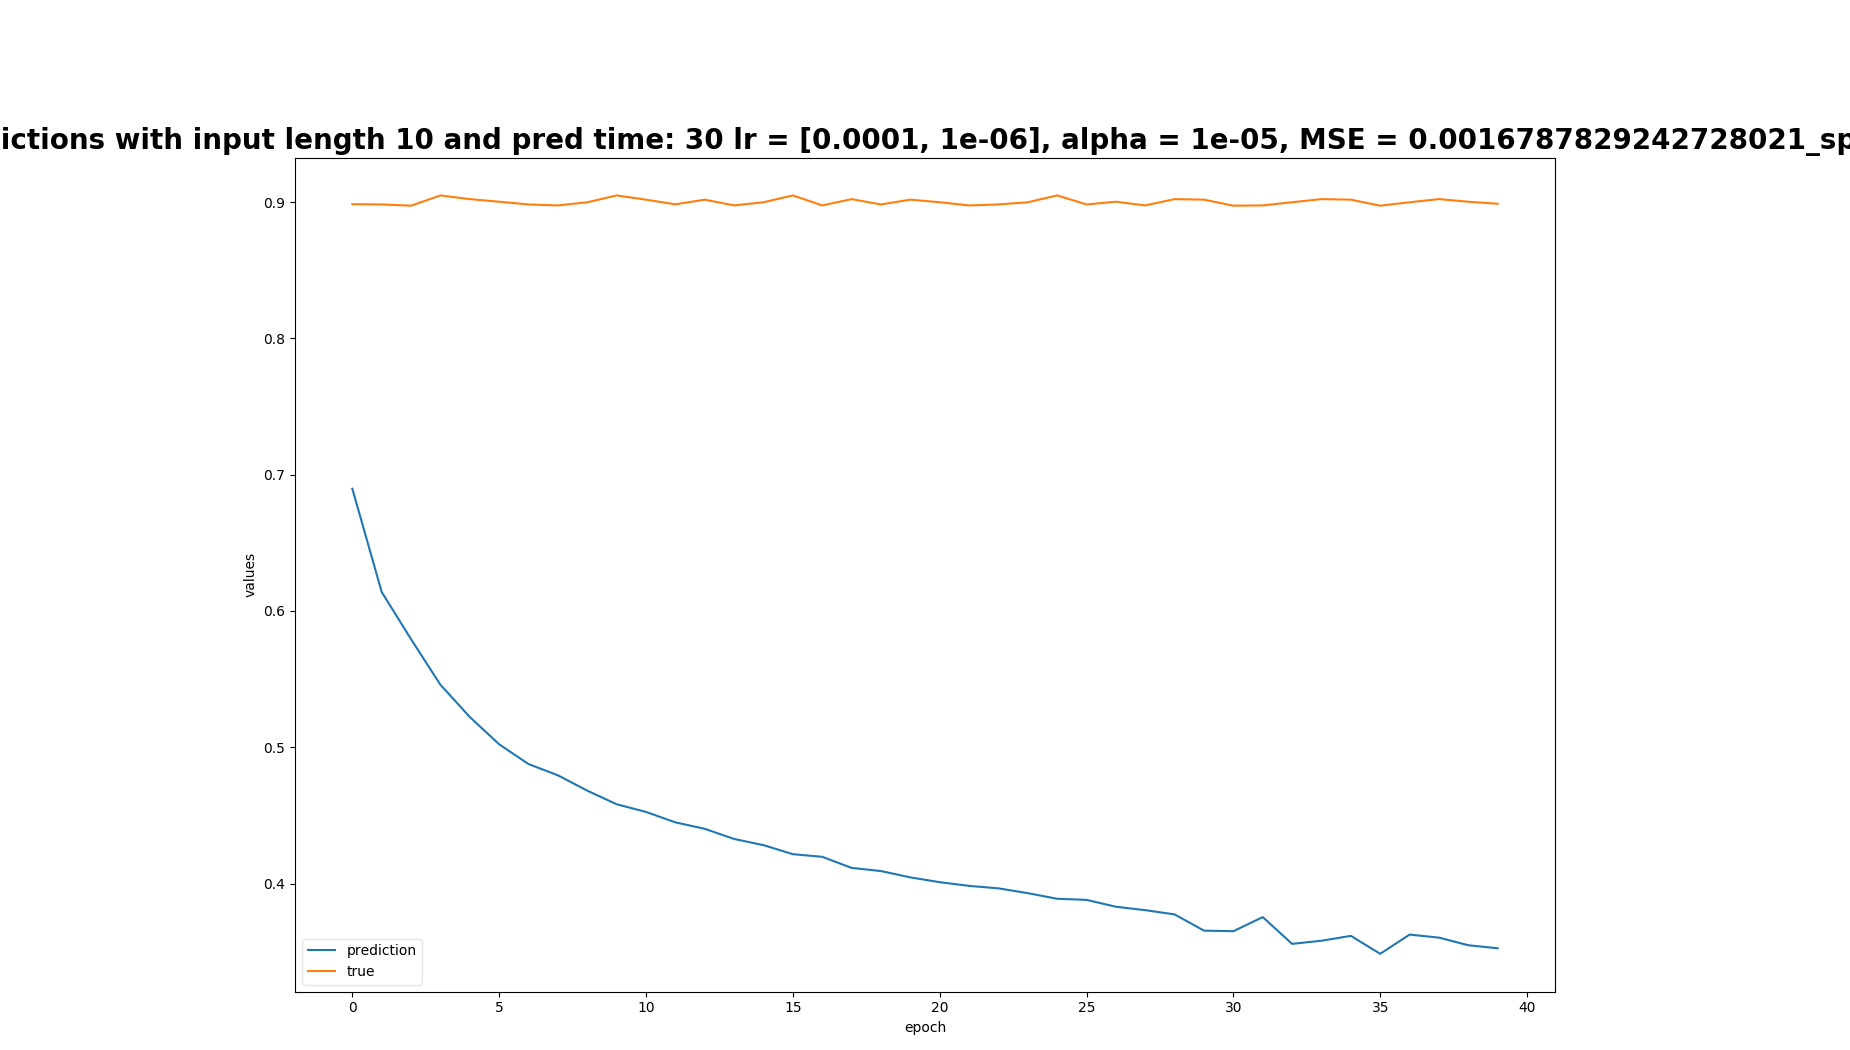 ictions with input length 10 and pred time: 30 lr = [0.0001, 1e-06], alpha = 1e-05, MSE = 0.0016787829242728021_sp
0.9
0.8
0.7
0.6
0.5
0.4
values
prediction
true
0 5 10 15 20 25 30 35 40
epoch